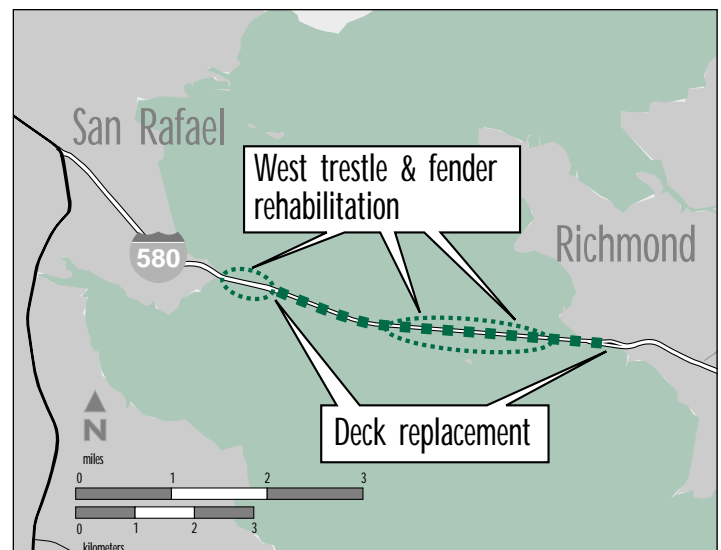 San Rafael
West trestle & fender
rehabilitation
Richmond
580
Deck replacement
N
miles
0 1 2 3
0 1 2 3
kilometers